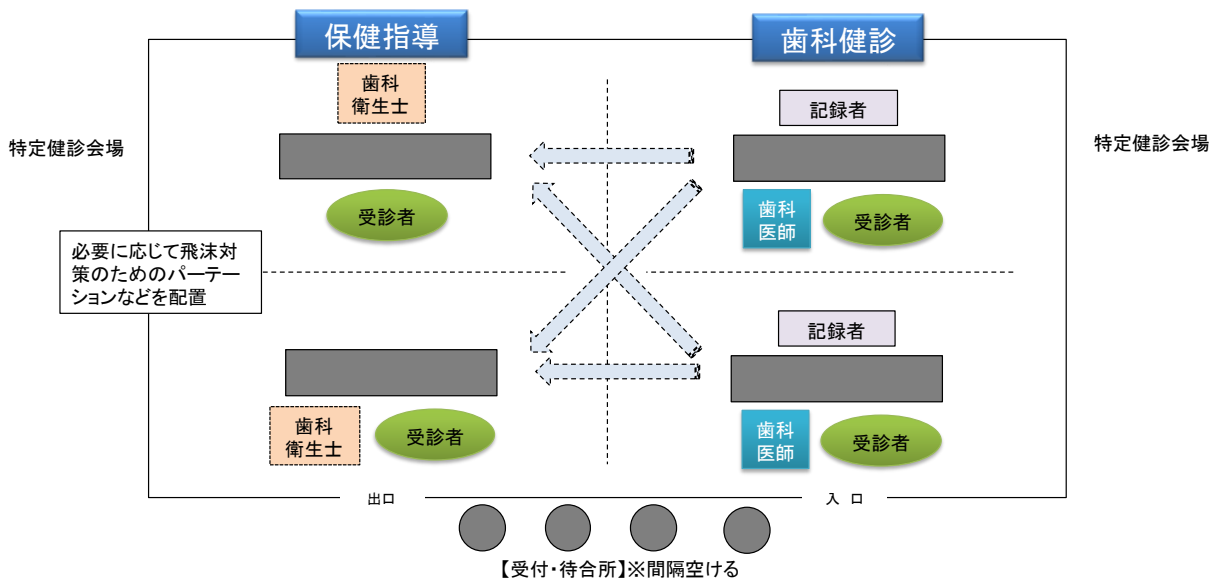 保健指導
歯科健診
歯科
衛生士
記録者
特定健診会場
特定健診会場
受診者
歯科
医師
受診者
必要に応じて飛沫対
策のためのパーテー
ションなどを配置
記録者
歯科
衛生士
受診者
歯科
医師
受診者
出口
入 口
【受付・待合所】※間隔空ける